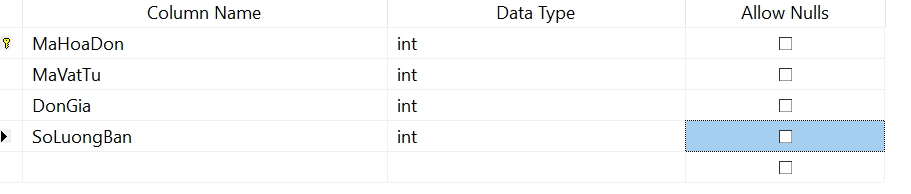 Column Name Data Type Allow Nulls
MaHoaDon int
MaVatTu int
DonGia int
SoLuongBan int